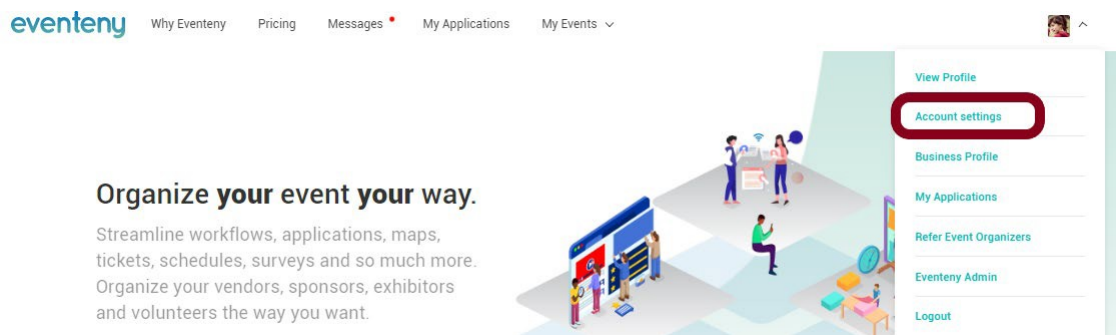 eventeny Why Eventeny Pricing Messages My Applications My Events
View Profile
Account settings
Business Profile
My Applications
Refer Event Organizers
Eventeny Admin
Logout
Organize your event your way.
Streamline workflows, applications, maps,
tickets, schedules, surveys and so much more.
Organize your vendors, sponsors, exhibitors
and volunteers the way you want.